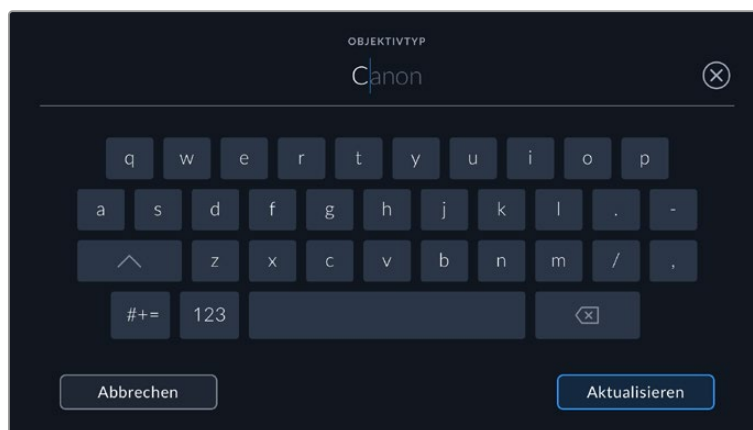 OBJEKTIVTYP
Canon
q w e r t y u i o p
a s d f g h j k l . -
z x c v b n m / ,
#+= 123
Abbrechen Aktualisieren